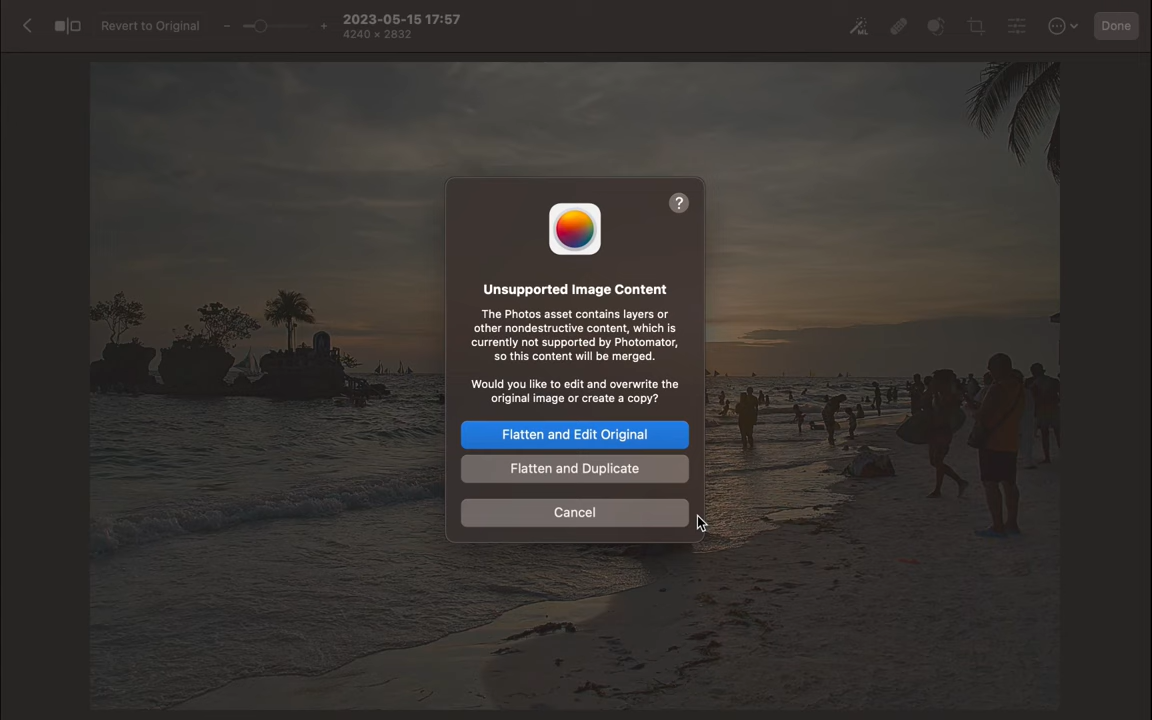 Revert to Original
- +
2023-05-15 17:57
4240 × 2832
ML
Done
?
Unsupported Image Content
The Photos asset contains layers or
other nondestructive content, which is
currently not supported by Photomator,
so this content will be merged.
Would you like to edit and overwrite the
original image or create a copy?
Flatten and Edit Original
Flatten and Duplicate
Cancel